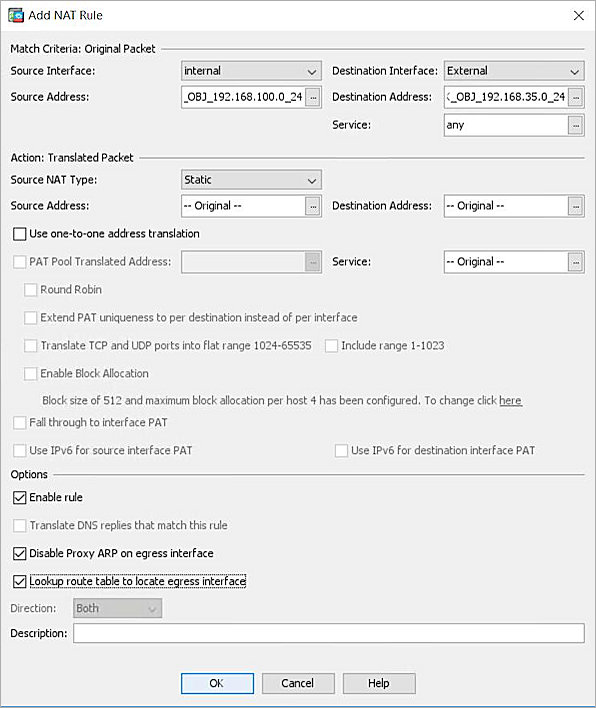 Add NAT Rule
Match Criteria: Original Packet
Source Interface: internal Destination Interface: External
Source Address: _OBJ_192.168.100.0_24 ... Destination Address: _OBJ_192.168.35.0_24 ...
Service: any ...
Action: Translated Packet
Source NAT Type: Static
Source Address: -- Original -- ... Destination Address: -- Original -- ...
Use one-to-one address translation
PAT Pool Translated Address: ... Service: -- Original -- ...
Round Robin
Extend PAT uniqueness to per destination instead of per interface
Translate TCP and UDP ports into flat range 1024-65535 Include range 1-1023
Enable Block Allocation
Block size of 512 and maximum block allocation per host 4 has been configured. To change click here
Fall through to interface PAT
Use IPv6 for source interface PAT Use IPv6 for destination interface PAT
Options
Enable rule
Translate DNS replies that match this rule
Disable Proxy ARP on egress interface
Lookup route table to locate egress interface
Direction: Both
Description:
OK Cancel Help